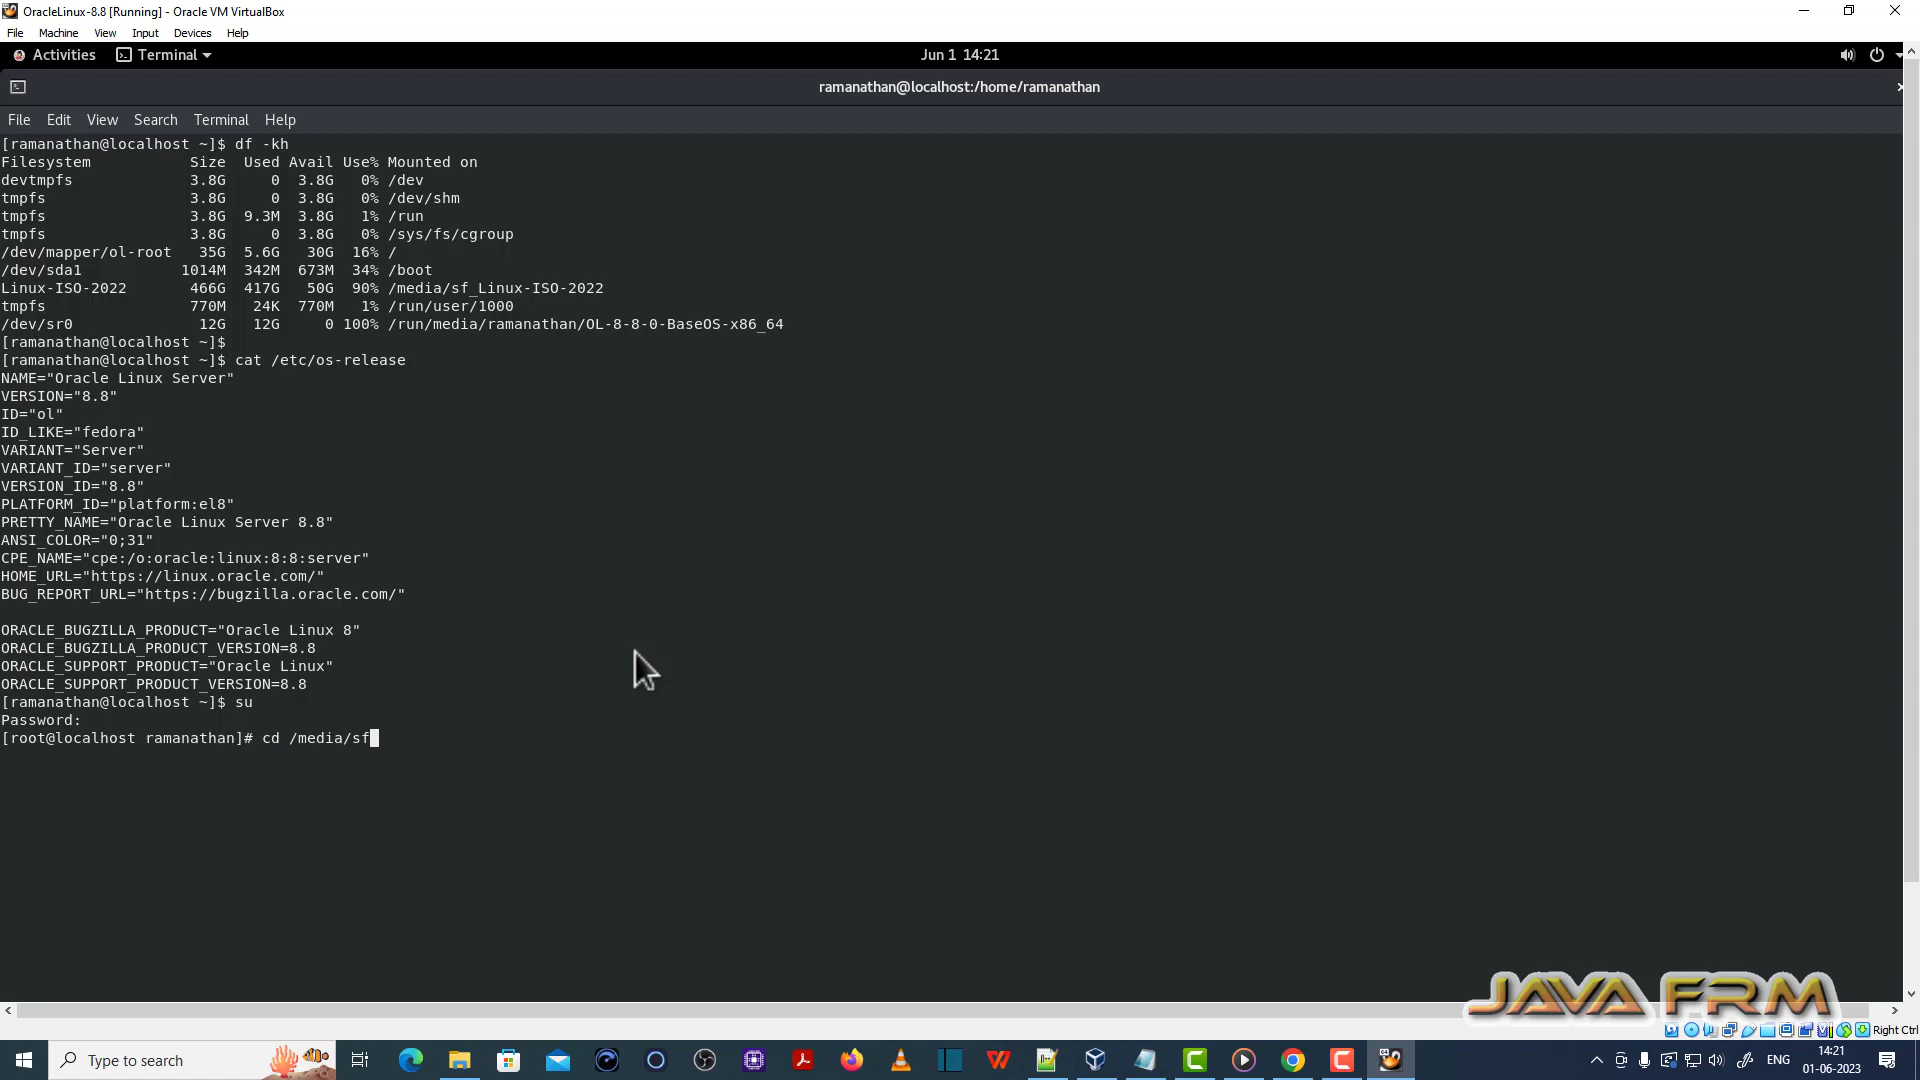 OracleLinux-8.8 [Running] - Oracle VM VirtualBox
File Machine View Input Devices Help
Activities Terminal Jun 1 14:21
ramanathan@localhost:/home/ramanathan
File Edit View Search Terminal Help
[ramanathan@localhost ~]$ df -kh
Filesystem Size Used Avail Use% Mounted on
devtmpfs 3.8G 0 3.8G 0% /dev
tmpfs 3.8G 0 3.8G 0% /dev/shm
tmpfs 3.8G 9.3M 3.8G 1% /run
tmpfs 3.8G 0 3.8G 0% /sys/fs/cgroup
/dev/mapper/ol-root 35G 5.6G 30G 16% /
/dev/sda1 1014M 342M 673M 34% /boot
Linux-ISO-2022 466G 417G 50G 90% /media/sf_Linux-ISO-2022
tmpfs 770M 24K 770M 1% /run/user/1000
/dev/sr0 12G 12G 0 100% /run/media/ramanathan/OL-8-8-0-BaseOS-x86_64
[ramanathan@localhost ~]$
[ramanathan@localhost ~]$ cat /etc/os-release
NAME="Oracle Linux Server"
VERSION="8.8"
ID="ol"
ID_LIKE="fedora"
VARIANT="Server"
VARIANT_ID="server"
VERSION_ID="8.8"
PLATFORM_ID="platform:el8"
PRETTY_NAME="Oracle Linux Server 8.8"
ANSI_COLOR="0;31"
CPE_NAME="cpe:/o:oracle:linux:8:8:server"
HOME_URL="https://linux.oracle.com/"
BUG_REPORT_URL="https://bugzilla.oracle.com/"
ORACLE_BUGZILLA_PRODUCT="Oracle Linux 8"
ORACLE_BUGZILLA_PRODUCT_VERSION=8.8
ORACLE_SUPPORT_PRODUCT="Oracle Linux"
ORACLE_SUPPORT_PRODUCT_VERSION=8.8
[ramanathan@localhost ~]$ su
Password:
[root@localhost ramanathan]# cd /media/sf
JAVA FRM
Right Ctrl
Type to search
ENG
14:21
01-06-2023